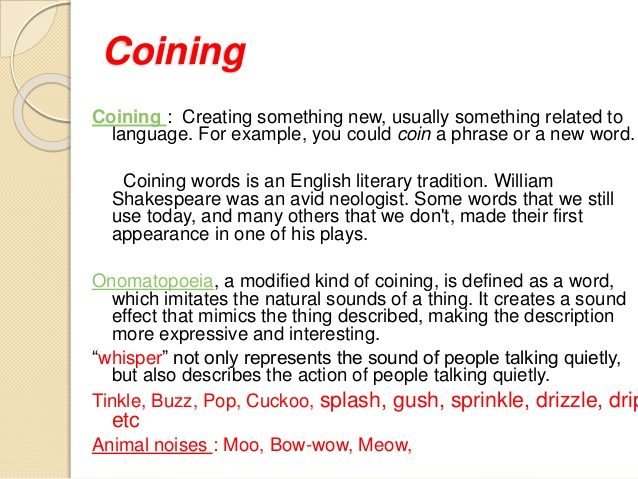 Coining
Coining : Creating something new, usually something related to
language. For example, you could coin a phrase or a new word.
Coining words is an English literary tradition. William
Shakespeare was an avid neologist. Some words that we still
use today, and many others that we don't, made their first
appearance in one of his plays.
Onomatopoeia, a modified kind of coining, is defined as a word,
which imitates the natural sounds of a thing. It creates a sound
effect that mimics the thing described, making the description
more expressive and interesting.
“whisper” not only represents the sound of people talking quietly,
but also describes the action of people talking quietly.
Tinkle, Buzz, Pop, Cuckoo, splash, gush, sprinkle, drizzle, drip
etc
Animal noises : Moo, Bow-wow, Meow,